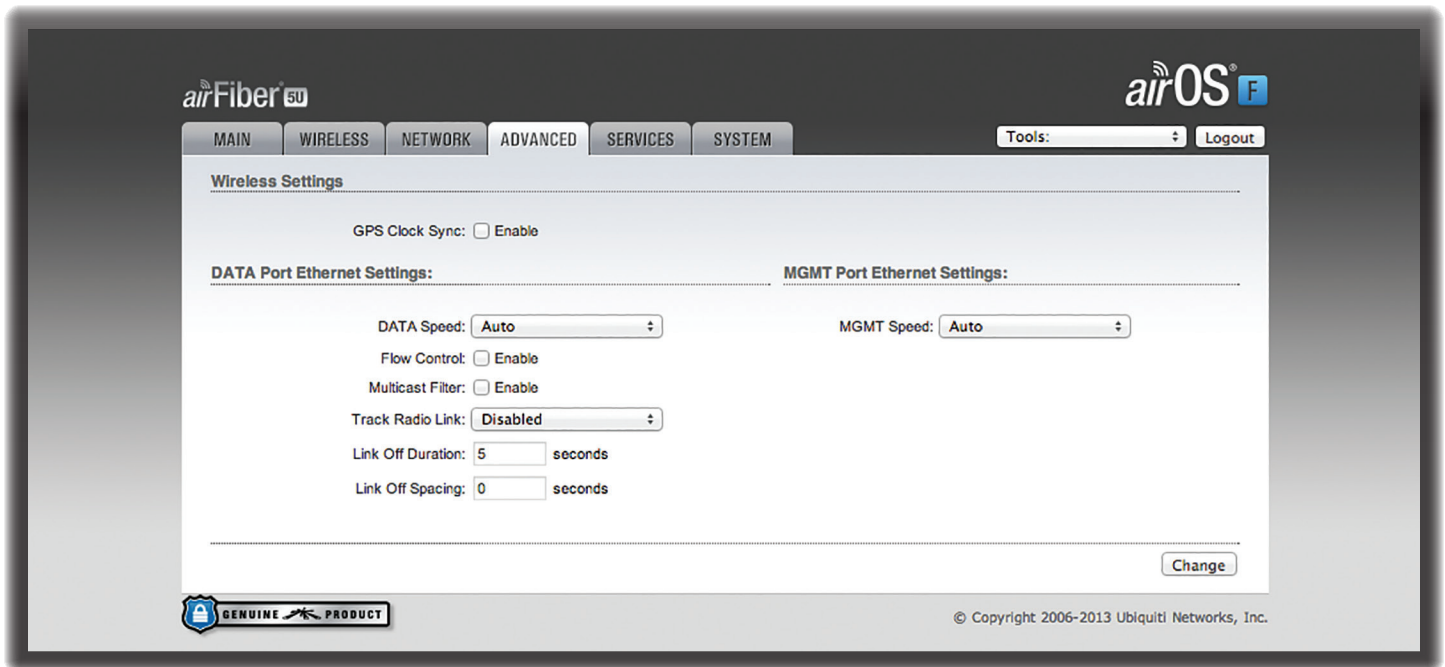 airFiber® 5U
airOS® F
MAIN WIRELESS NETWORK ADVANCED SERVICES SYSTEM Tools: Logout
Wireless Settings
GPS Clock Sync: Enable
DATA Port Ethernet Settings: MGMT Port Ethernet Settings:
DATA Speed: Auto MGMT Speed: Auto
Flow Control: Enable
Multicast Filter: Enable
Track Radio Link: Disabled
Link Off Duration: 5 seconds
Link Off Spacing: 0 seconds
Change
GENUINE PRODUCT
© Copyright 2006-2013 Ubiquiti Networks, Inc.